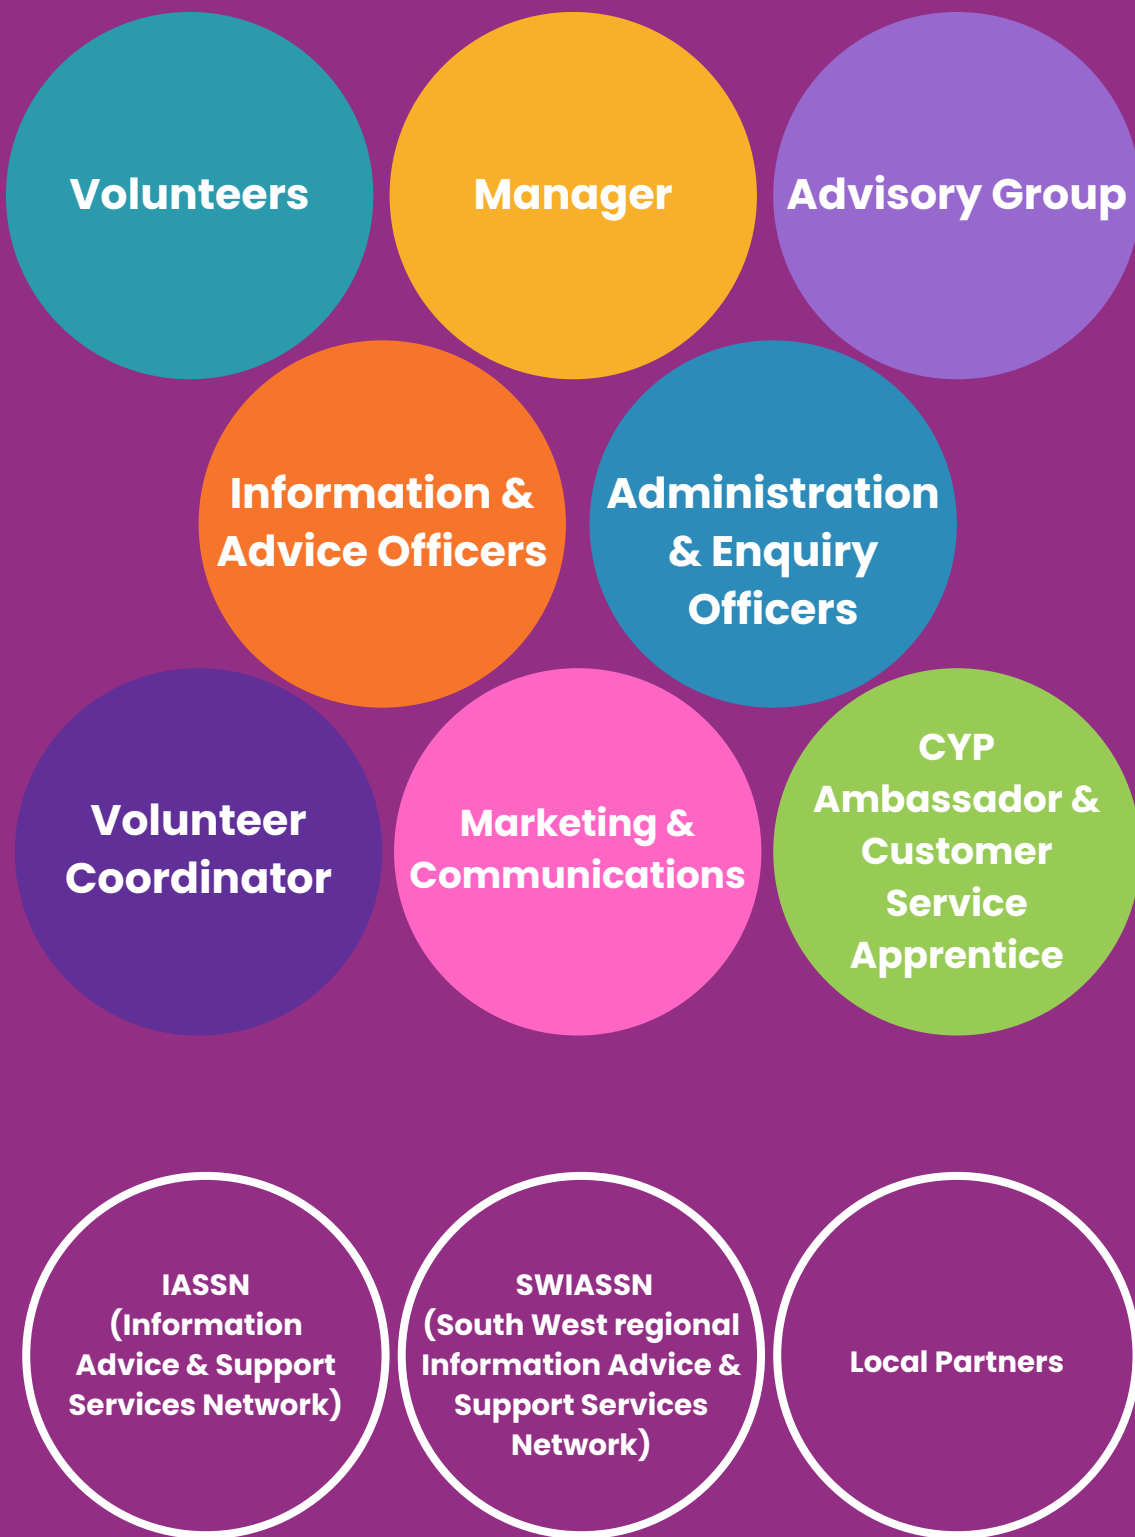 Volunteers
Manager
Advisory Group
Information &
Advice Officers
Administration
& Enquiry
Officers
Volunteer
Coordinator
Marketing &
Communications
CYP
Ambassador &
Customer
Service
Apprentice
IASSN
(Information
Advice & Support
Services Network)
SWIASSN
(South West regional
Information Advice &
Support Services
Network)
Local Partners